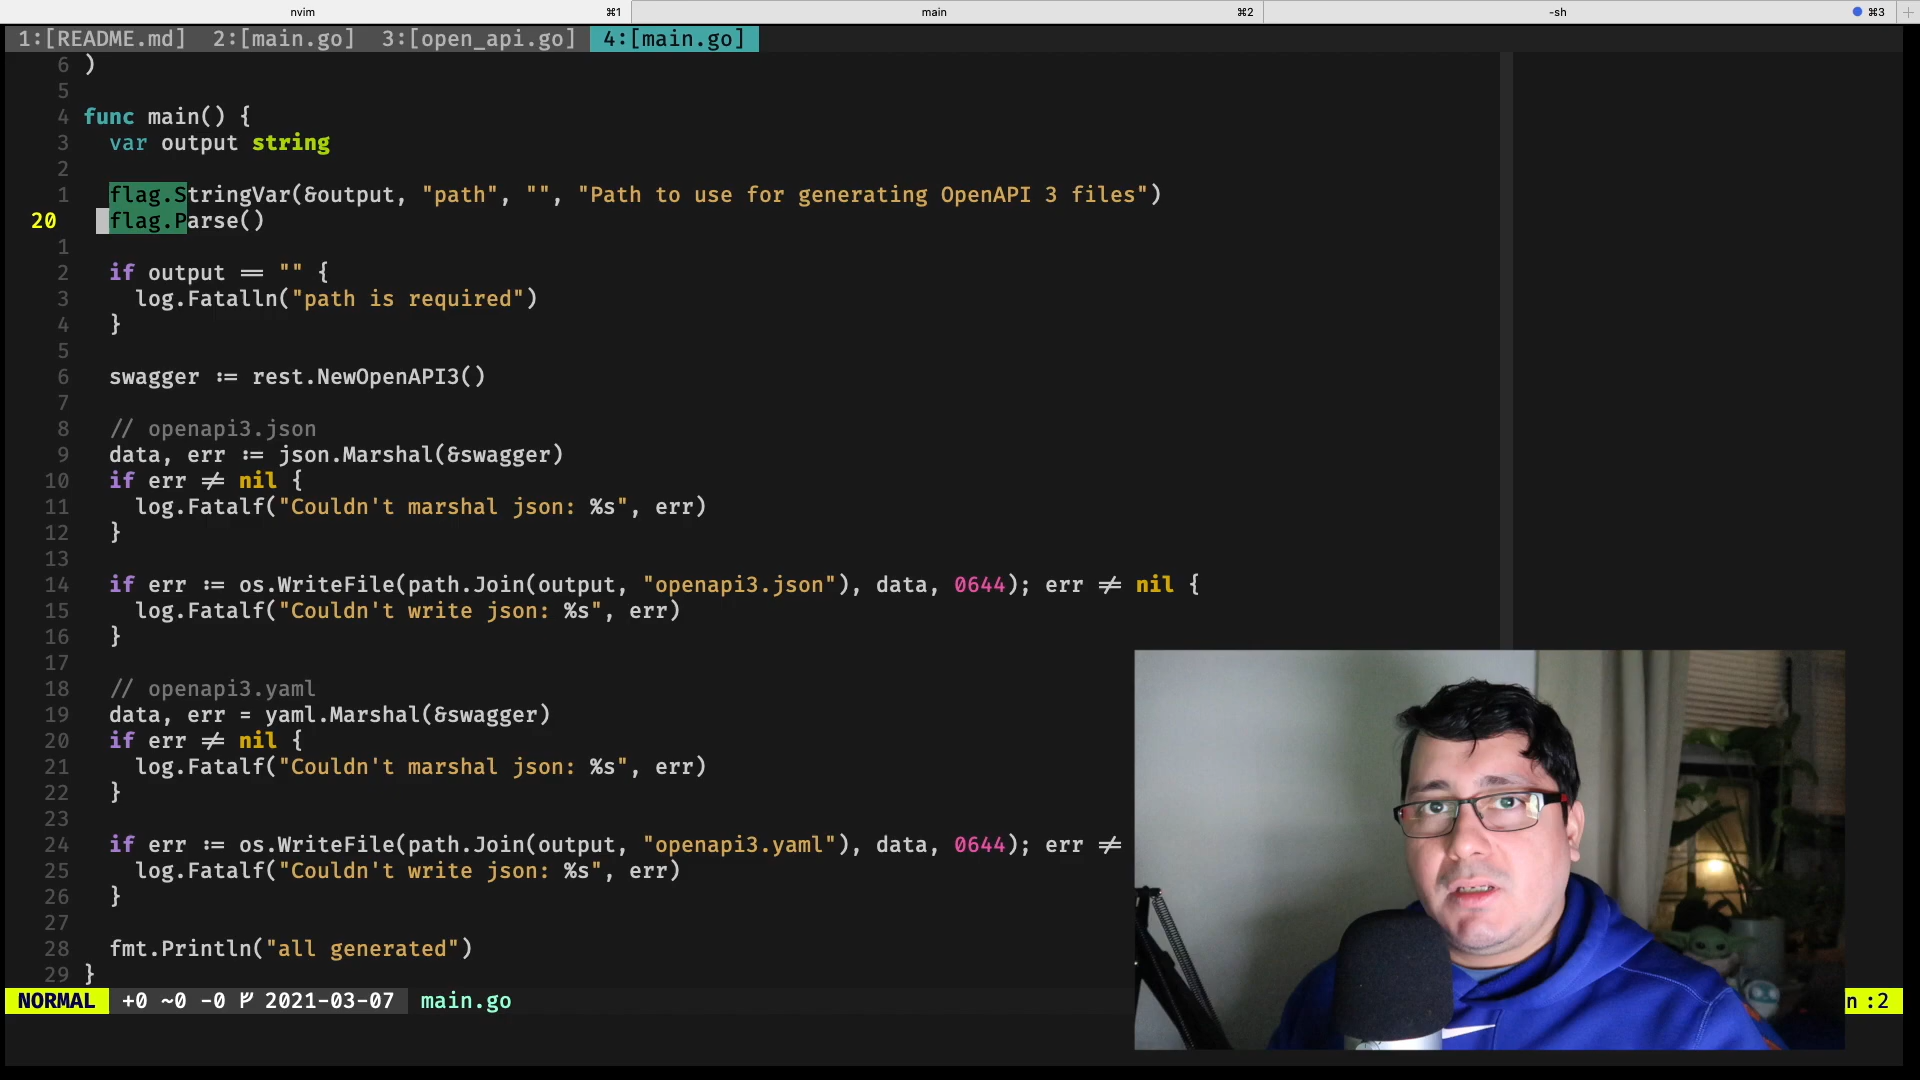 nvim ⌘1 main ⌘2 -sh ⌘3
1:[README.md] 2:[main.go] 3:[open_api.go] 4:[main.go]
6 )
5
4 func main() {
3 var output string
2
1 flag.StringVar(&output, "path", "", "Path to use for generating OpenAPI 3 files")
20 flag.Parse()
1
2 if output == "" {
3 log.Fatalln("path is required")
4 }
5
6 swagger := rest.NewOpenAPI3()
7
8 // openapi3.json
9 data, err := json.Marshal(&swagger)
10 if err != nil {
11 log.Fatalf("Couldn't marshal json: %s", err)
12 }
13
14 if err := os.WriteFile(path.Join(output, "openapi3.json"), data, 0644); err != nil {
15 log.Fatalf("Couldn't write json: %s", err)
16 }
17
18 // openapi3.yaml
19 data, err = yaml.Marshal(&swagger)
20 if err != nil {
21 log.Fatalf("Couldn't marshal json: %s", err)
22 }
23
24 if err := os.WriteFile(path.Join(output, "openapi3.yaml"), data, 0644); err !=
25 log.Fatalf("Couldn't write json: %s", err)
26 }
27
28 fmt.Println("all generated")
29 }
NORMAL +0 ~0 -0 2021-03-07 main.go n :2